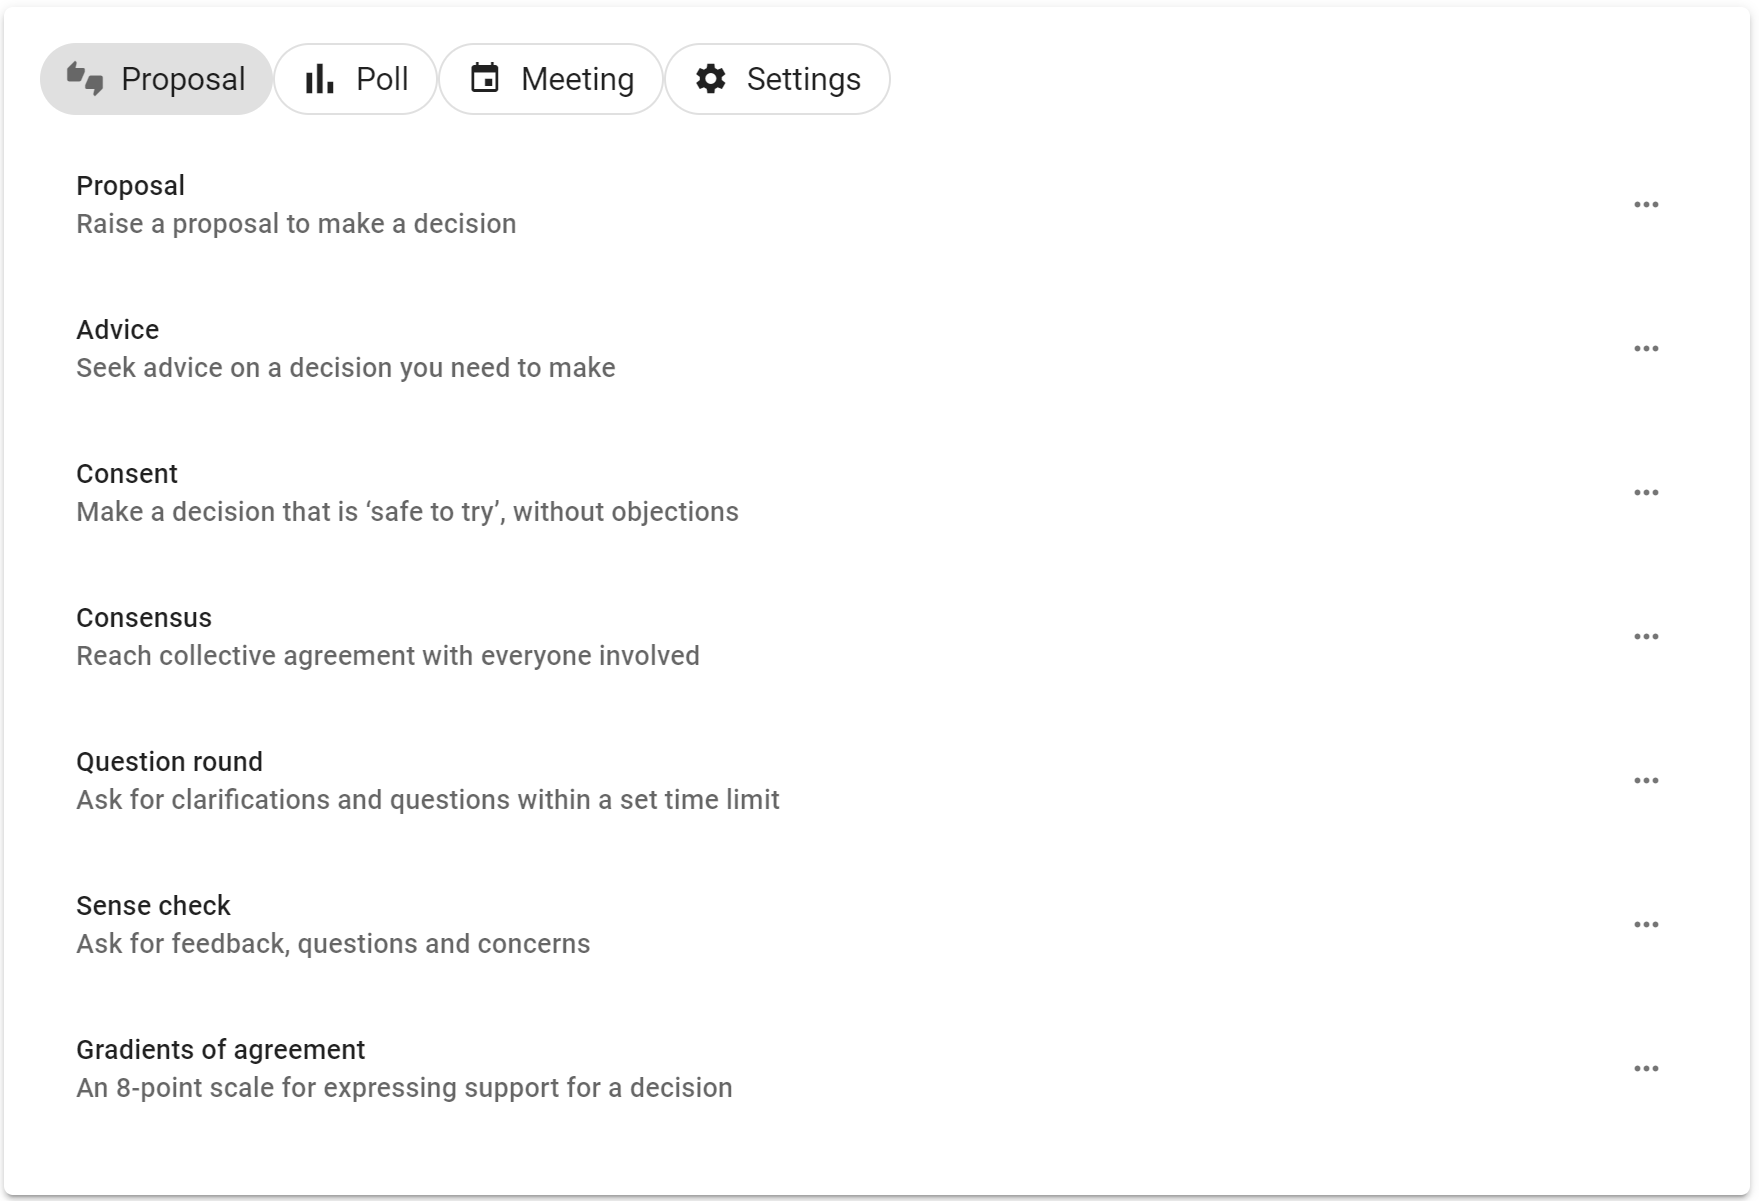 Proposal Poll Meeting Settings
Proposal
Raise a proposal to make a decision
Advice
Seek advice on a decision you need to make
Consent
Make a decision that is ‘safe to try’, without objections
Consensus
Reach collective agreement with everyone involved
Question round
Ask for clarifications and questions within a set time limit
Sense check
Ask for feedback, questions and concerns
Gradients of agreement
An 8-point scale for expressing support for a decision